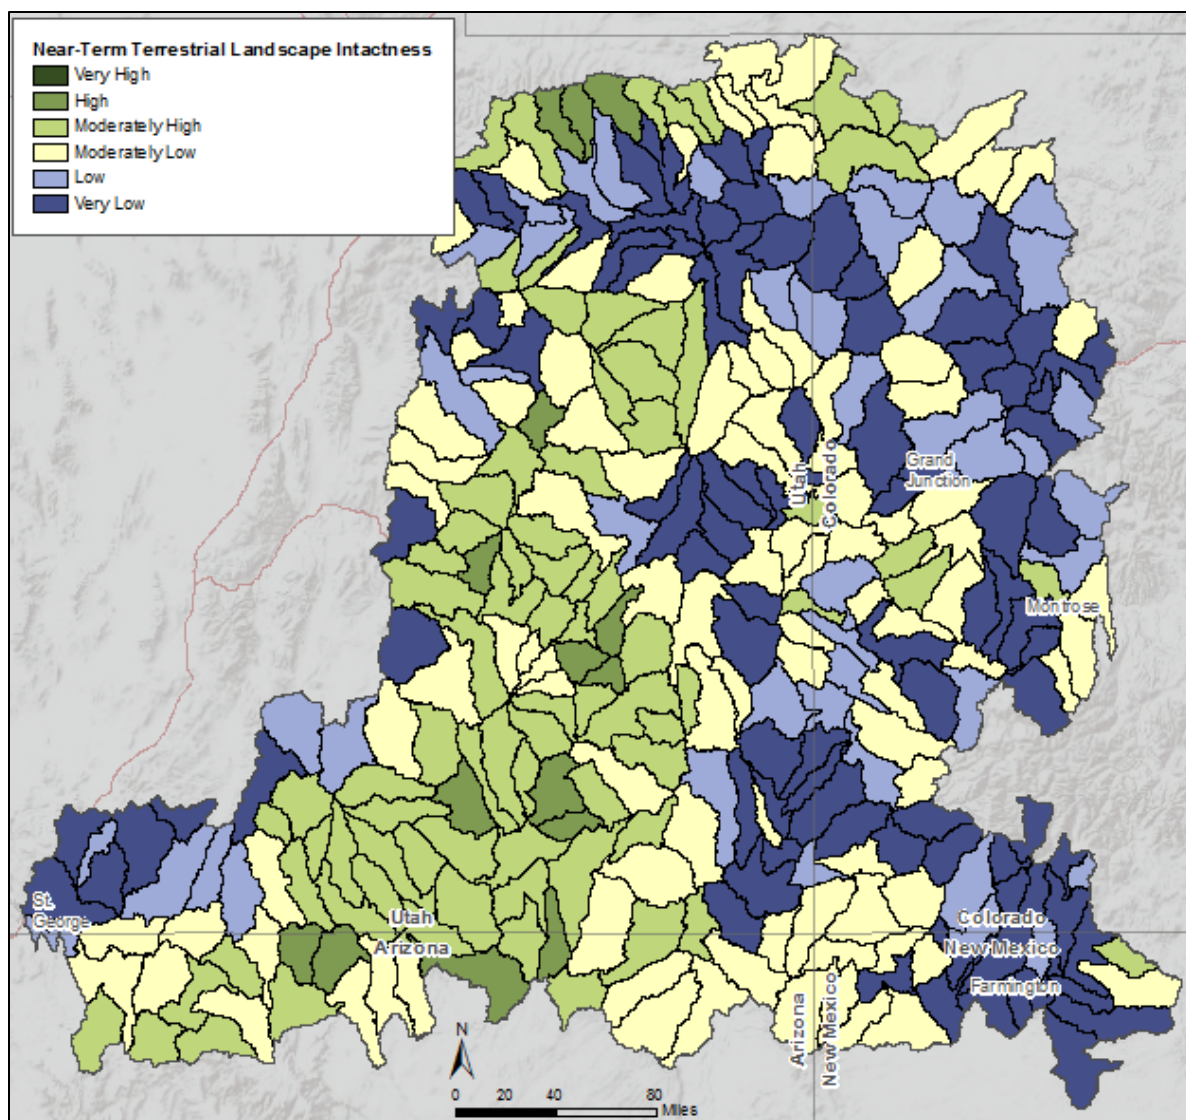 Near-Term Terrestrial Landscape Intactness
Very High
High
Moderately High
Moderately Low
Low
Very Low
Utah
Colorado
Grand
Junction
Montrose
St.
George
Utah
Arizona
Colorado
New Mexico
Farmington
Arizona
New Mexico
N
0 20 40 80
Miles